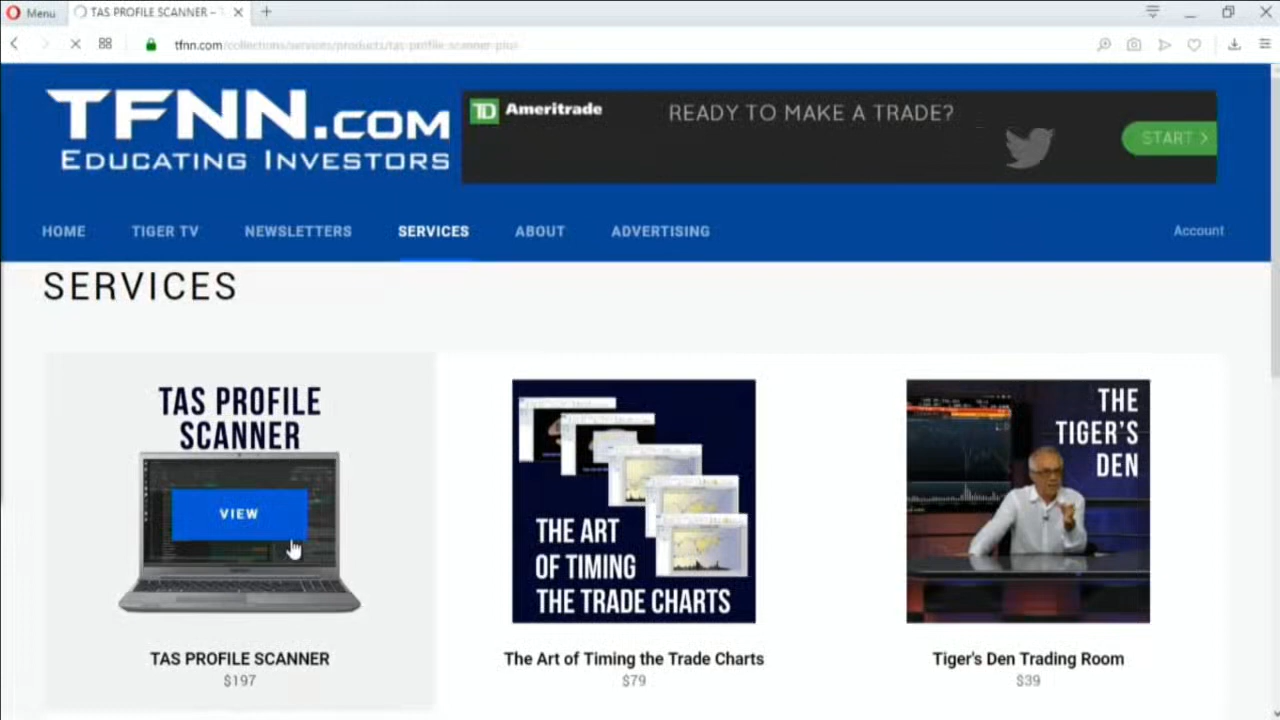 Menu
TAS PROFILE SCANNER –
tfnn.com/collections/services/products/tas-profile-scanner-plus
TFNN.COM
EDUCATING INVESTORS
TD Ameritrade
READY TO MAKE A TRADE?
START >
HOME TIGER TV NEWSLETTERS SERVICES ABOUT ADVERTISING Account
SERVICES
TAS PROFILE
SCANNER
VIEW
THE ART
OF TIMING
THE TRADE CHARTS
THE
TIGER'S
DEN
TAS PROFILE SCANNER
$197
The Art of Timing the Trade Charts
$79
Tiger's Den Trading Room
$39